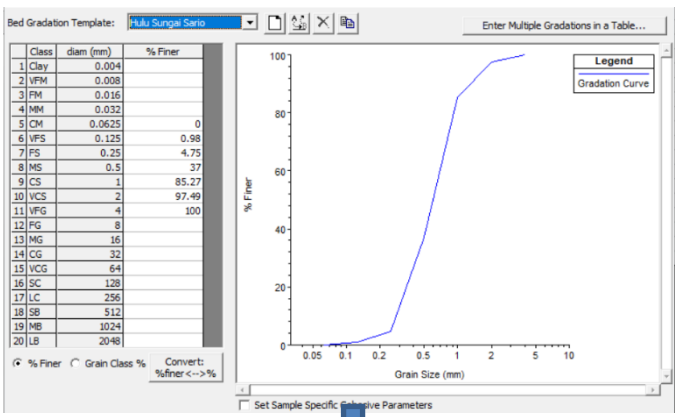 Bed Gradation Template: Hulu Sungai Sario
Enter Multiple Gradations in a Table...
Class diam (mm) % Finer
1 Clay 0.004
2 VFM 0.008
3 FM 0.016
4 MM 0.032
5 CM 0.0625 0
6 VFS 0.125 0.98
7 FS 0.25 4.75
8 MS 0.5 37
9 CS 1 85.27
10 VCS 2 97.49
11 VFG 4 100
12 FG 8
13 MG 16
14 CG 32
15 VCG 64
16 SC 128
17 LC 256
18 SB 512
19 MB 1024
20 LB 2048
% Finer Grain Class % Convert:
%finer<-->%
100
80
60
40
20
0
% Finer
0.05 0.1 0.2 0.5 1 2 5 10
Grain Size (mm)
Legend
Gradation Curve
Set Sample Specific Cohesive Parameters